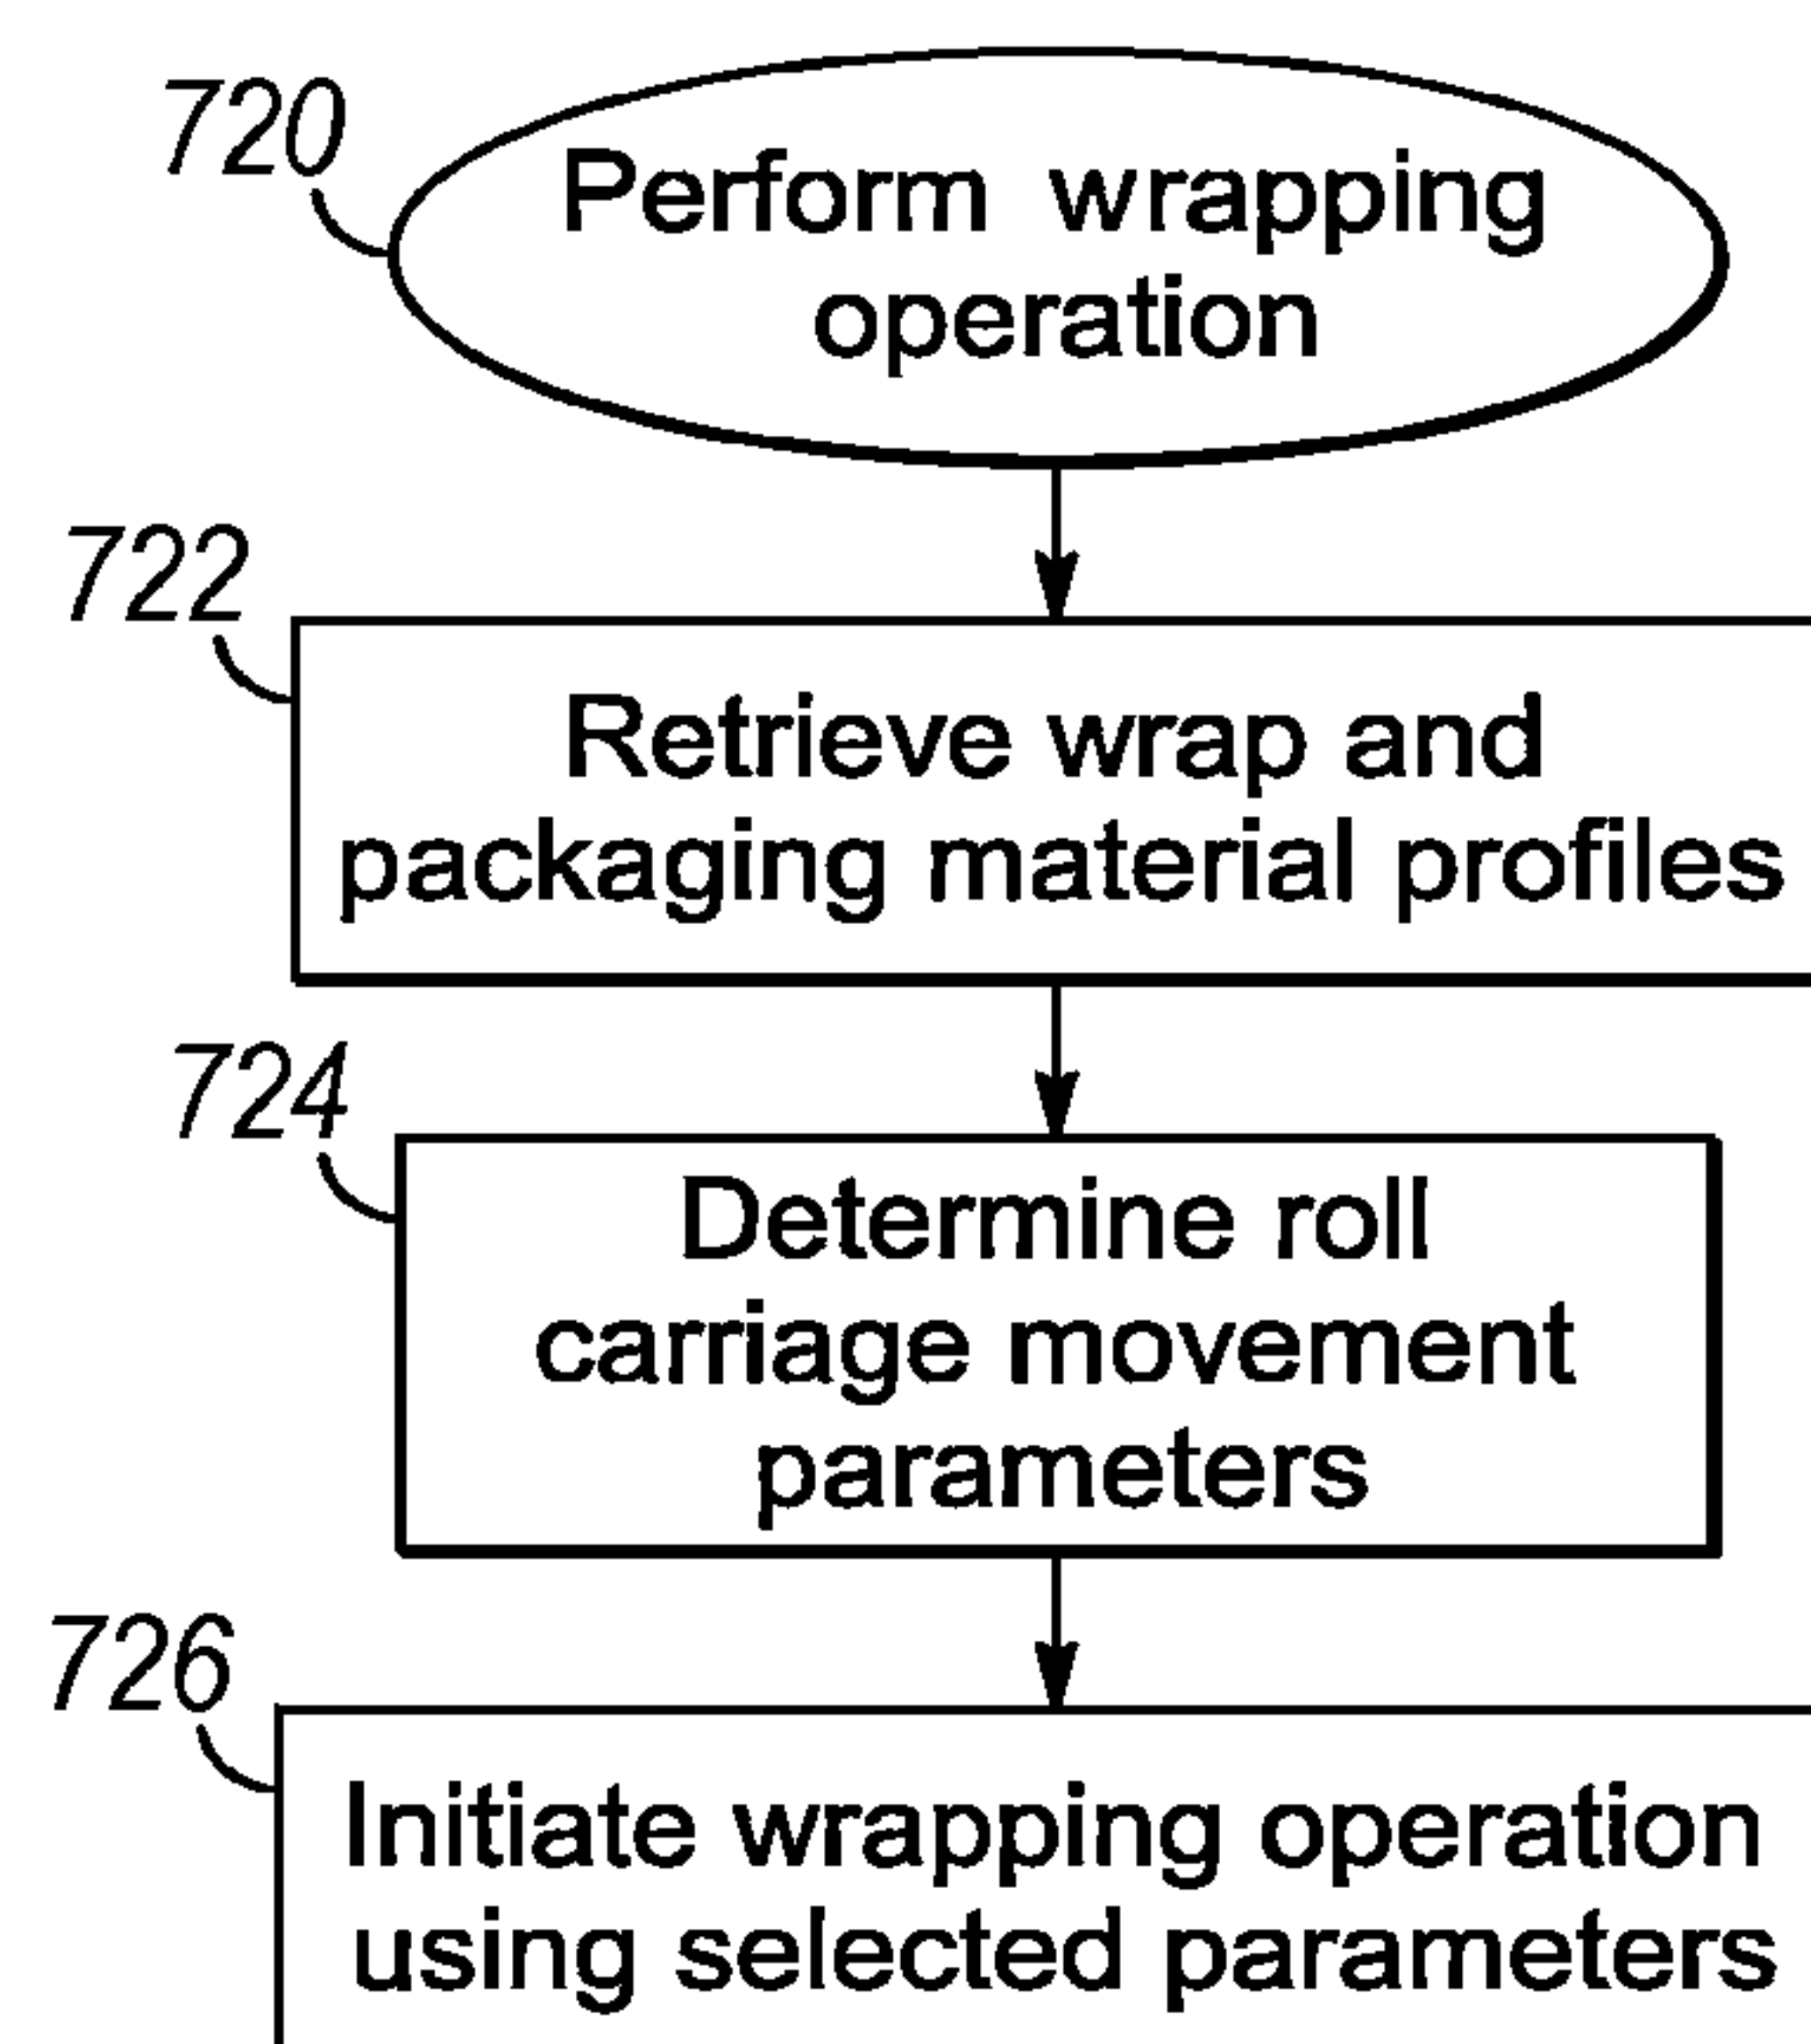 720
Perform wrapping
operation
722
Retrieve wrap and
packaging material profiles
724
Determine roll
carriage movement
parameters
726
Initiate wrapping operation
using selected parameters